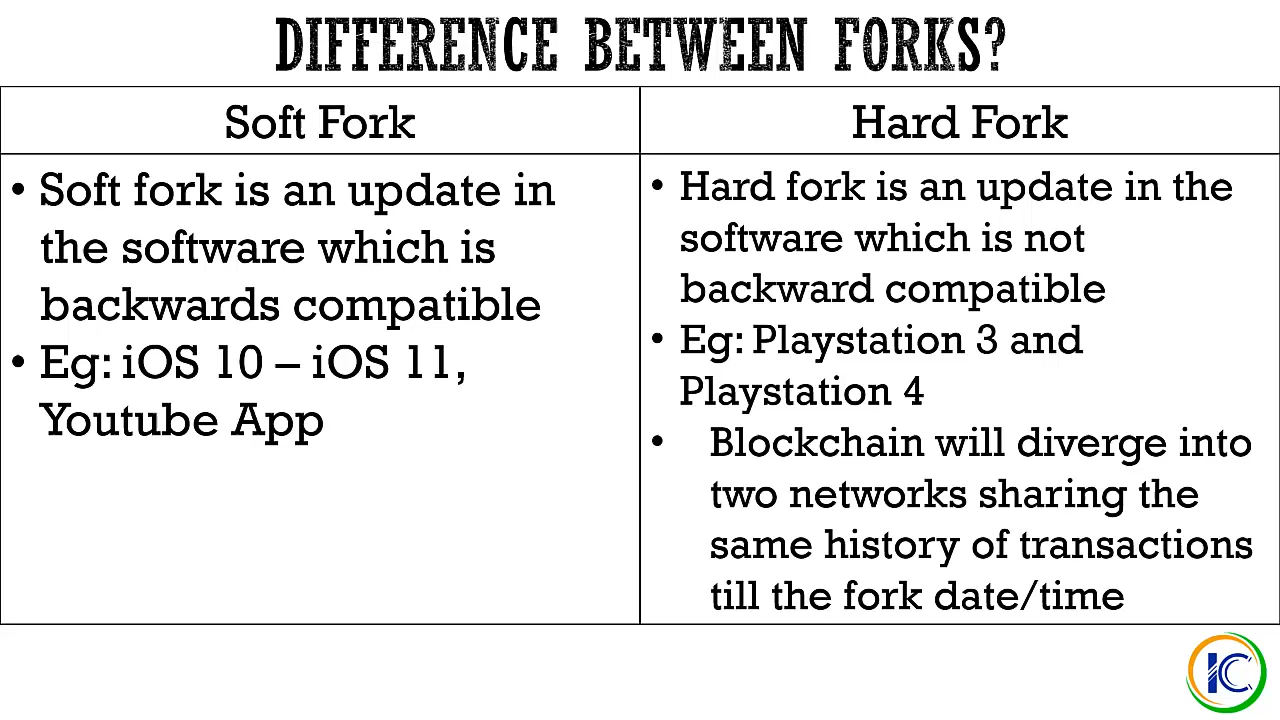 DIFFERENCE BETWEEN FORKS?
Soft Fork
• Soft fork is an update in
the software which is
backwards compatible
• Eg: iOS 10 – iOS 11,
Youtube App
Hard Fork
• Hard fork is an update in the
software which is not
backward compatible
• Eg: Playstation 3 and
Playstation 4
• Blockchain will diverge into
two networks sharing the
same history of transactions
till the fork date/time
IC